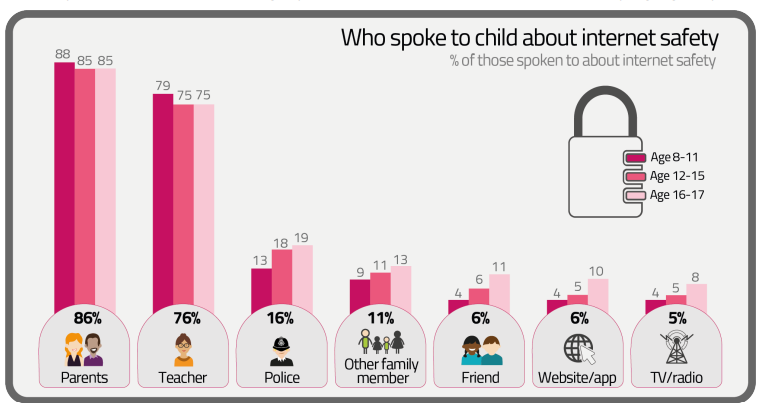 Who spoke to child about internet safety
% of those spoken to about internet safety
88 85 85
79 75 75
13 18 19
9 11 13
4 6 11
4 5 10
4 5 8
Age 8-11
Age 12-15
Age 16-17
86% 76% 16% 11% 6% 6% 5%
Parents Teacher Police Other family member Friend Website/app TV/radio